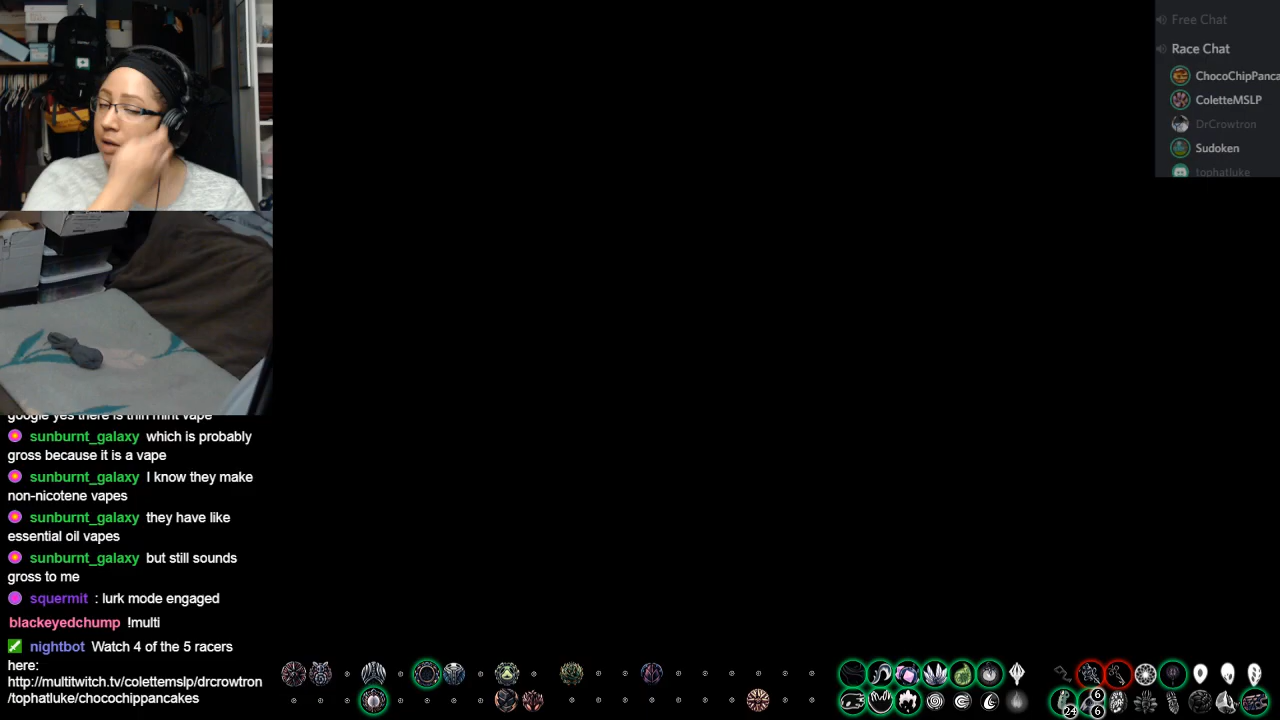 Free Chat
Race Chat
ChocoChipPanca
ColetteMSLP
DrCrowtron
Sudoken
tophatluke
google yes there is thin mint vape
sunburnt_galaxy which is probably
gross because it is a vape
sunburnt_galaxy I know they make
non-nicotene vapes
sunburnt_galaxy they have like
essential oil vapes
sunburnt_galaxy but still sounds
gross to me
squermit : lurk mode engaged
blackeyedchump !multi
nightbot Watch 4 of the 5 racers
here:
http://multitwitch.tv/colettemslp/drcrowtron
/tophatluke/chocochippancakes
24
6
6